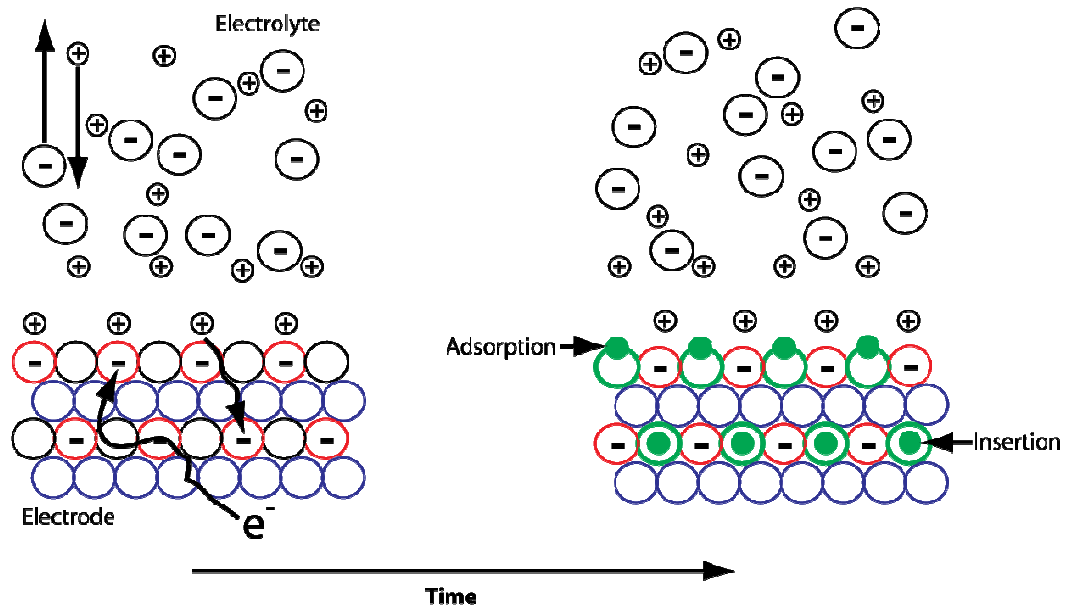 Electrolyte
Adsorption
Insertion
Electrode
e⁻
Time